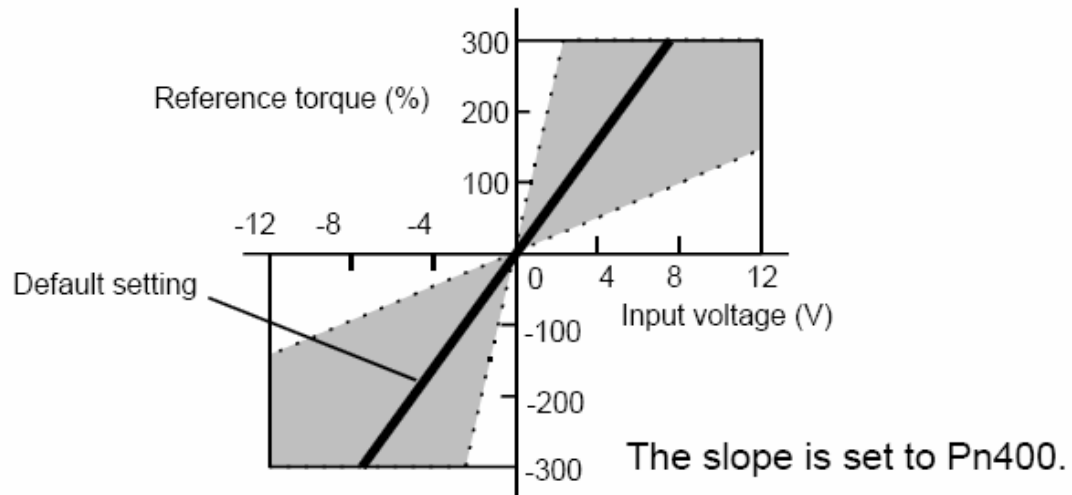 300
Reference torque (%)
200
100
-12 -8 -4
0 4 8 12
Default setting
Input voltage (V)
-100
-200
-300
The slope is set to Pn400.